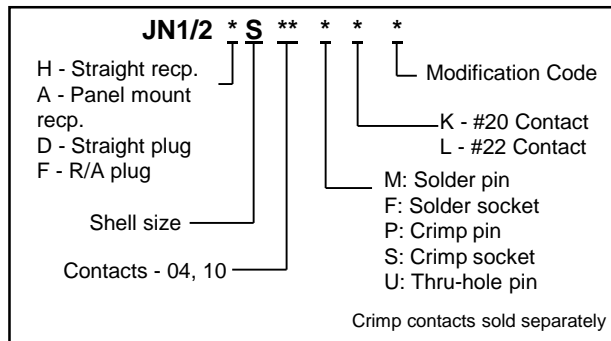 JN1/2 * S ** * * *
H - Straight recp.
A - Panel mount
recp.
D - Straight plug
F - R/A plug
Shell size
Contacts - 04, 10
Modification Code
K - #20 Contact
L - #22 Contact
M: Solder pin
F: Solder socket
P: Crimp pin
S: Crimp socket
U: Thru-hole pin
Crimp contacts sold separately